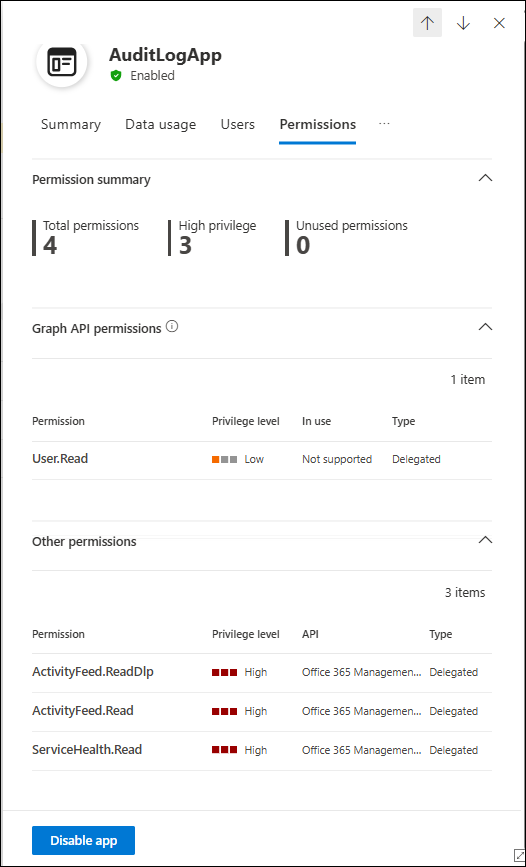 AuditLogApp
Enabled
Summary Data usage Users Permissions ...
Permission summary
Total permissions High privilege Unused permissions
4 3 0
Graph API permissions
1 item
Permission Privilege level In use Type
User.Read Low Not supported Delegated
Other permissions
3 items
Permission Privilege level API Type
ActivityFeed.ReadDlp High Office 365 Managemen... Delegated
ActivityFeed.Read High Office 365 Managemen... Delegated
ServiceHealth.Read High Office 365 Managemen... Delegated
Disable app